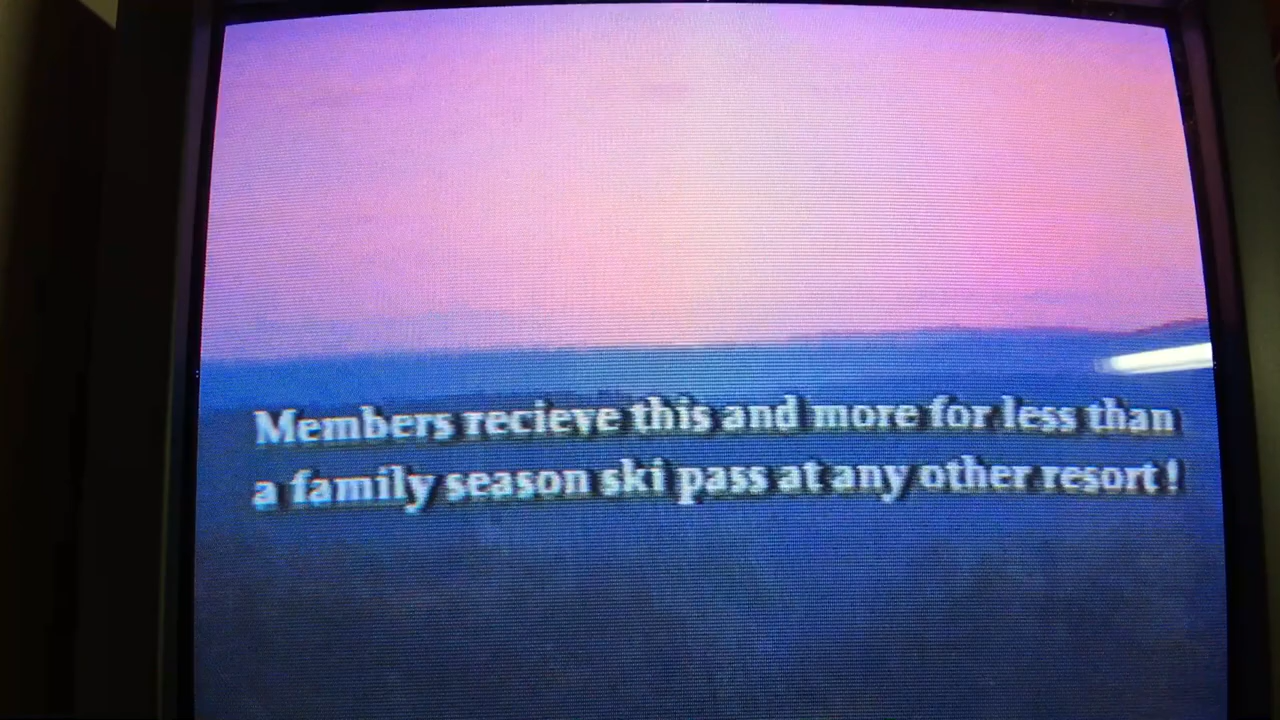 Members recieve this and more for less than
a family season ski pass at any other resort!